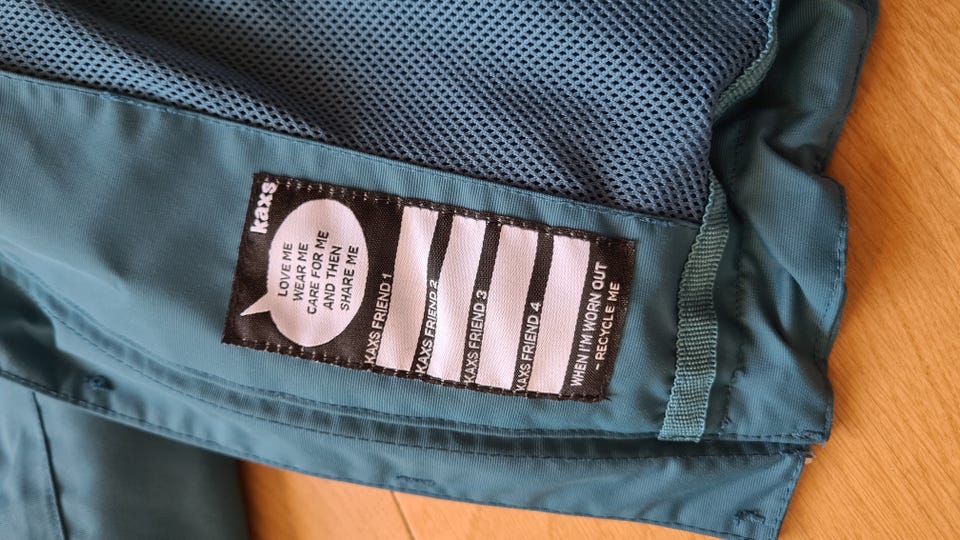 kaxs
LOVE ME
WEAR ME
CARE FOR ME
AND THEN
SHARE ME
KAXS FRIEND 1
KAXS FRIEND 2
KAXS FRIEND 3
KAXS FRIEND 4
WHEN I'M WORN OUT
- RECYCLE ME